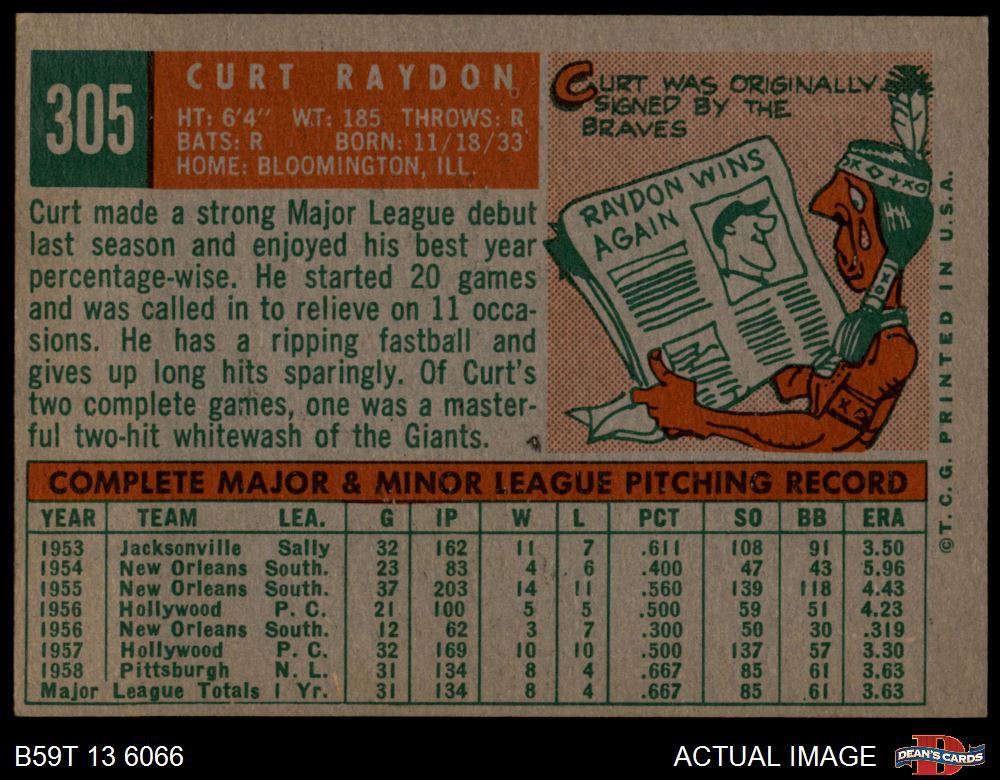 305
CURT RAYDON
HT: 6'4" WT: 185 THROWS: R
BATS: R BORN: 11/18/33
HOME: BLOOMINGTON, ILL.
CURT WAS ORIGINALLY
SIGNED BY THE
BRAVES
RAYDON WINS
AGAIN
Curt made a strong Major League debut
last season and enjoyed his best year
percentage-wise. He started 20 games
and was called in to relieve on 11 occa-
sions. He has a ripping fastball and
gives up long hits sparingly. Of Curt's
two complete games, one was a master-
ful two-hit whitewash of the Giants.
©T. C. G. PRINTED IN U.S.A.
COMPLETE MAJOR & MINOR LEAGUE PITCHING RECORD
YEAR TEAM LEA. G IP W L PCT SO BB ERA
1953 Jacksonville Sally 32 162 11 7 .611 108 91 3.50
1954 New Orleans South. 23 83 4 6 .400 47 43 5.96
1955 New Orleans South. 37 203 14 11 .560 139 118 4.43
1956 Hollywood P. C. 21 100 5 5 .500 59 51 4.23
1956 New Orleans South. 12 62 3 7 .300 50 30 .319
1957 Hollywood P. C. 32 169 10 10 .500 137 57 3.30
1958 Pittsburgh N. L. 31 134 8 4 .667 85 61 3.63
Major League Totals 1 Yr. 31 134 8 4 .667 85 .61 3.63
B59T 13 6066
ACTUAL IMAGE
DEAN'S CARDS